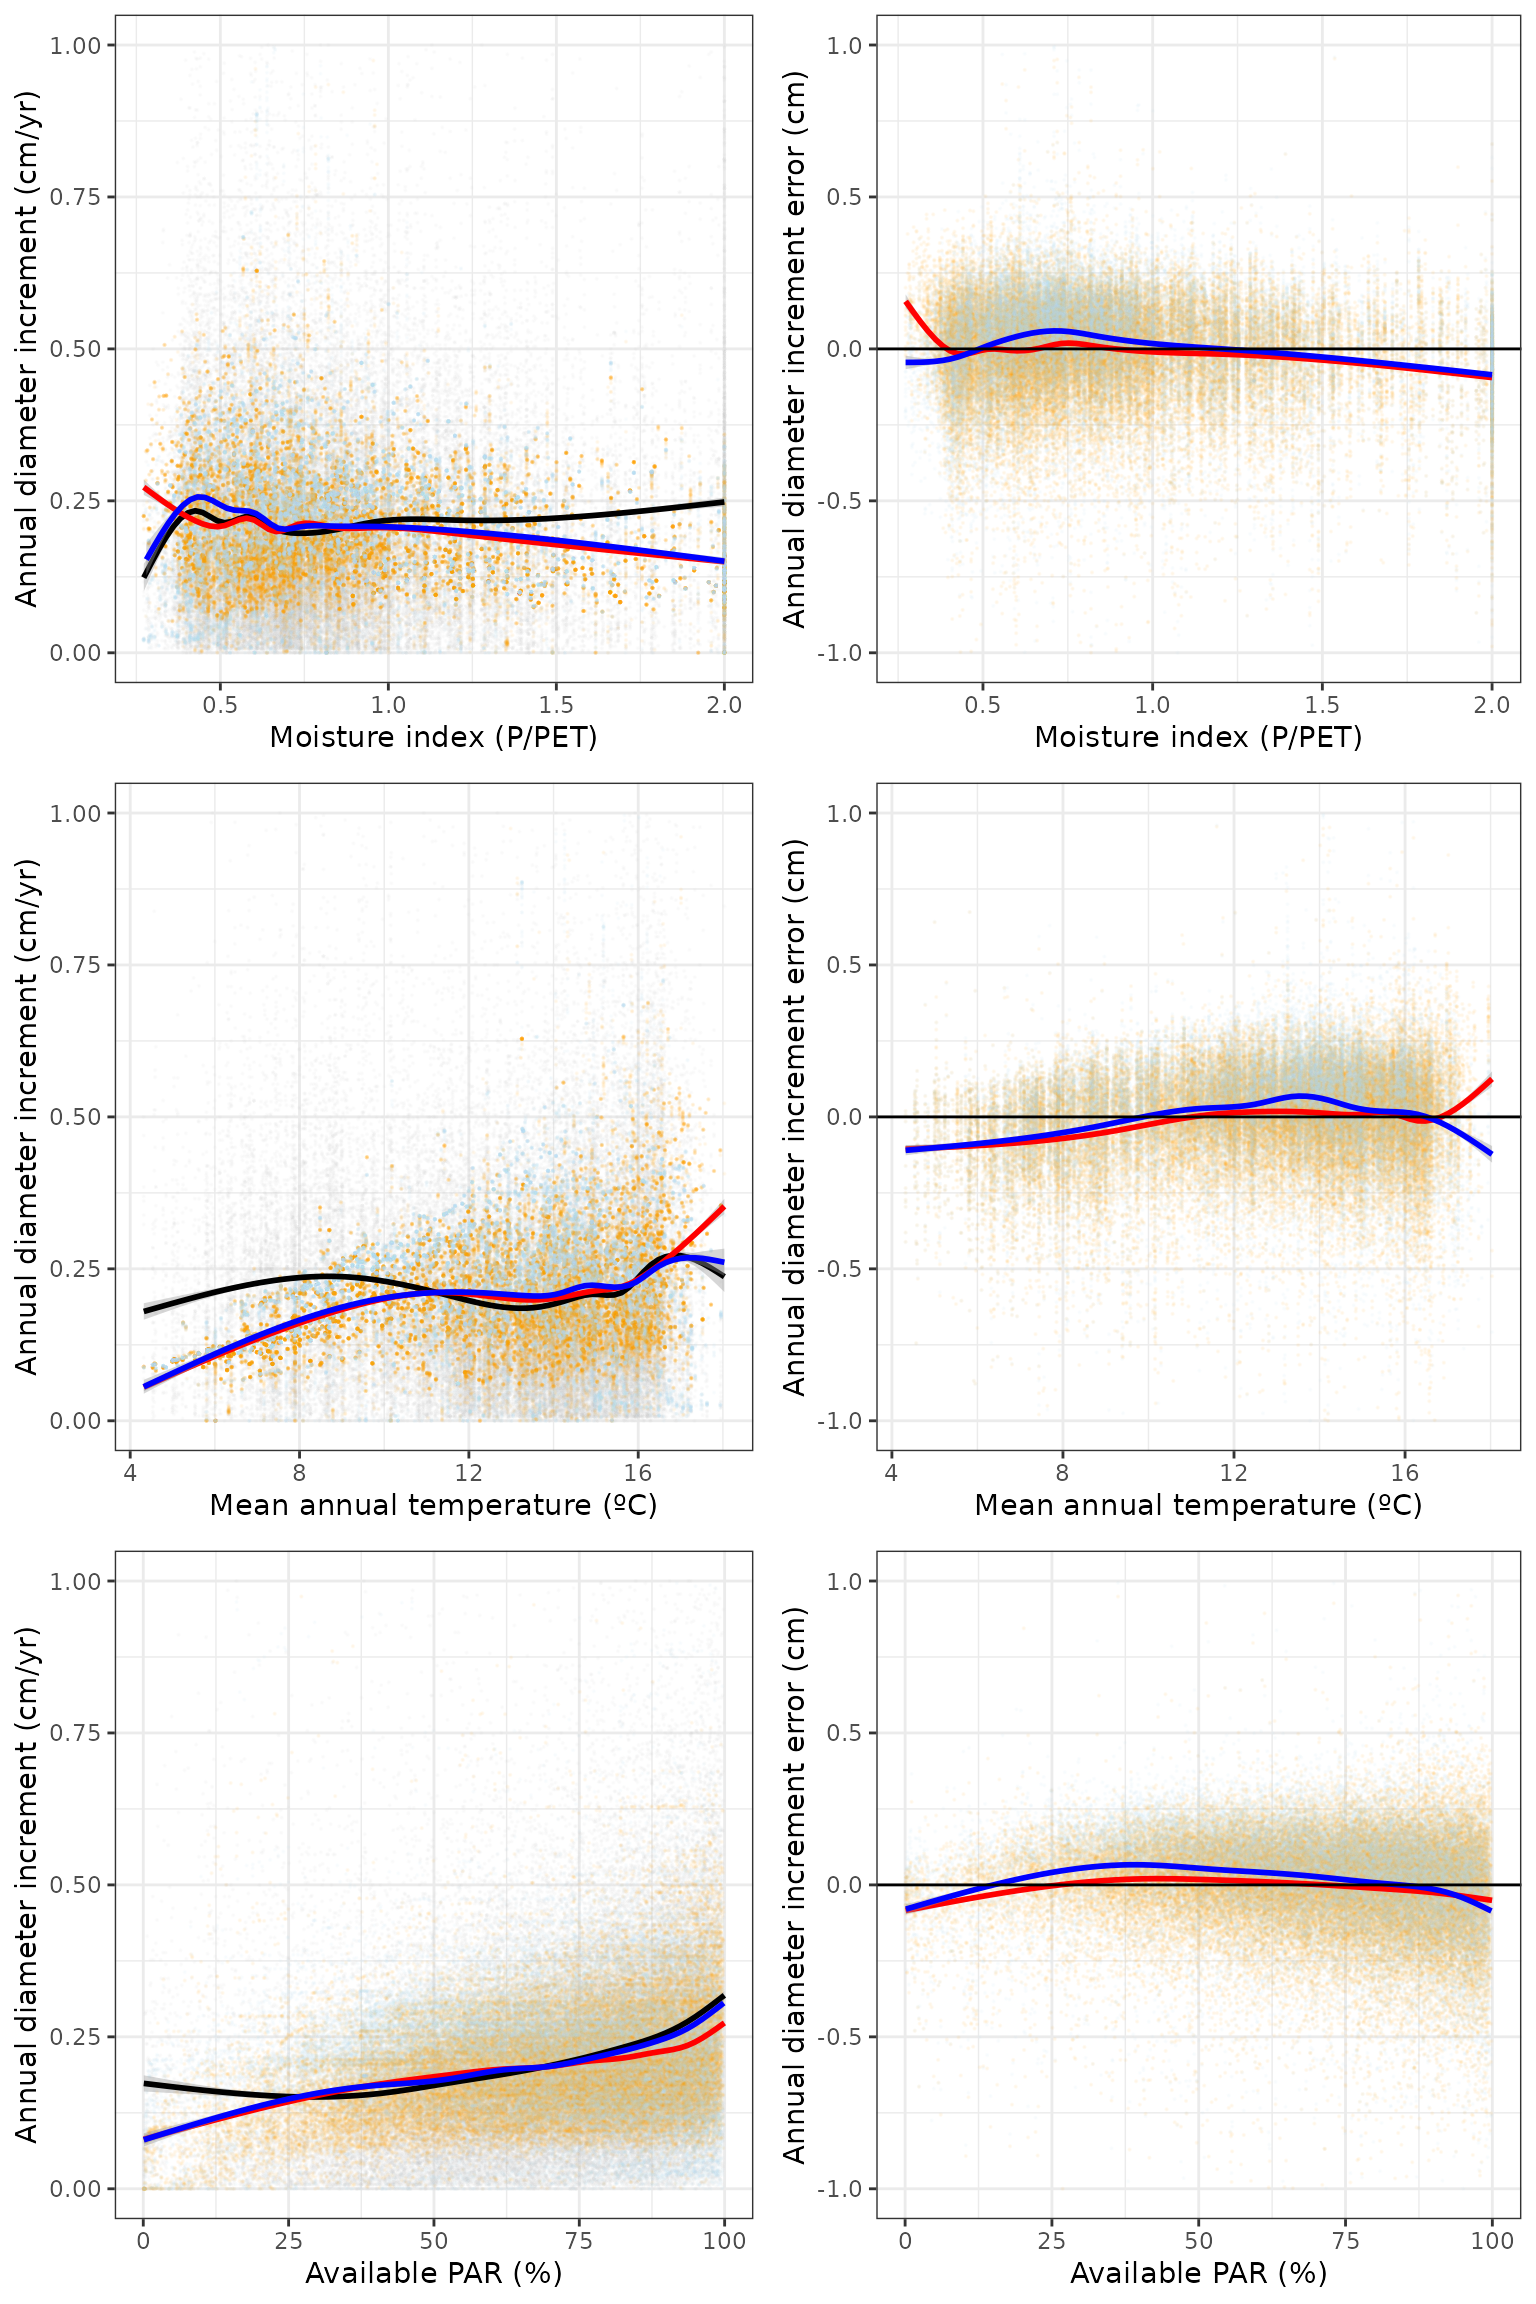 Annual diameter increment (cm/yr)
1.00
0.75
0.50
0.25
0.00
0.5 1.0 1.5 2.0
Moisture index (P/PET)
Annual diameter increment error (cm)
1.0
0.5
0.0
-0.5
-1.0
0.5 1.0 1.5 2.0
Moisture index (P/PET)
Annual diameter increment (cm/yr)
1.00
0.75
0.50
0.25
0.00
4 8 12 16
Mean annual temperature (ºC)
Annual diameter increment error (cm)
1.0
0.5
0.0
-0.5
-1.0
4 8 12 16
Mean annual temperature (ºC)
Annual diameter increment (cm/yr)
1.00
0.75
0.50
0.25
0.00
0 25 50 75 100
Available PAR (%)
Annual diameter increment error (cm)
1.0
0.5
0.0
-0.5
-1.0
0 25 50 75 100
Available PAR (%)